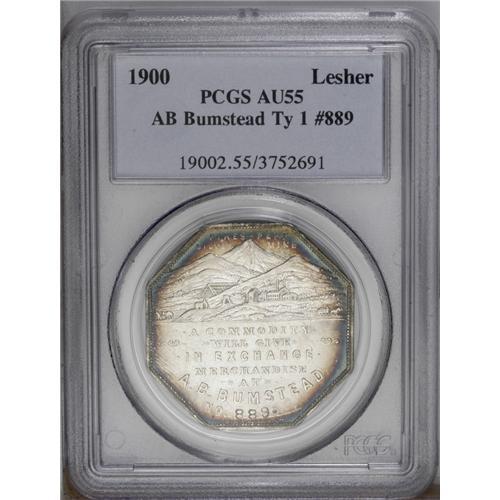 1900 Lesher
PCGS AU55
AB Bumstead Ty 1 #889
19002.55/3752691
A COMMODITY
WILL GIVE
IN EXCHANGE
MERCHANDISE
AT
A.B. BUMSTEAD
NO. 889.
PCGS